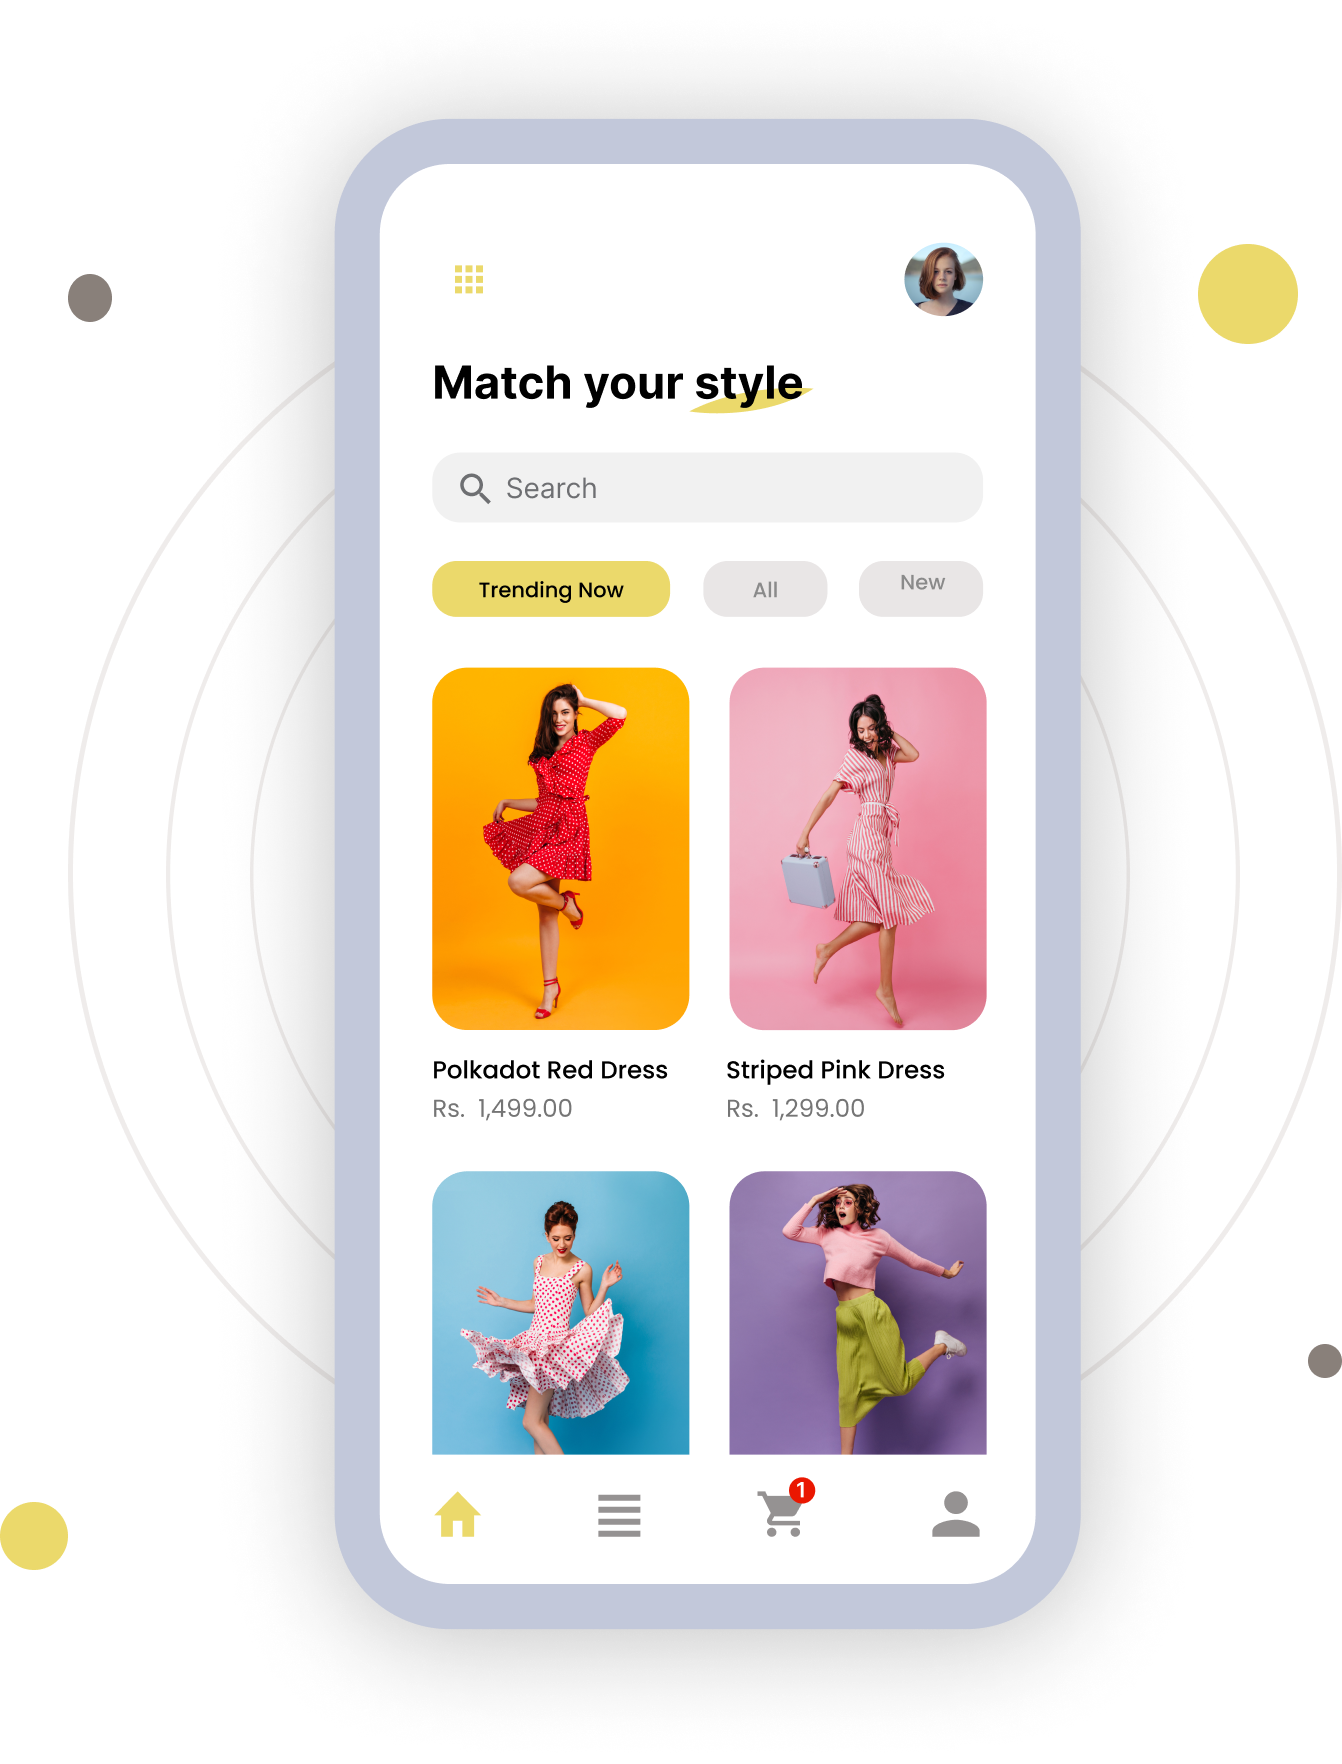 Match your style
Search
Trending Now
All
New
Polkadot Red Dress
Striped Pink Dress
Rs. 1,499.00
Rs. 1,299.00
1